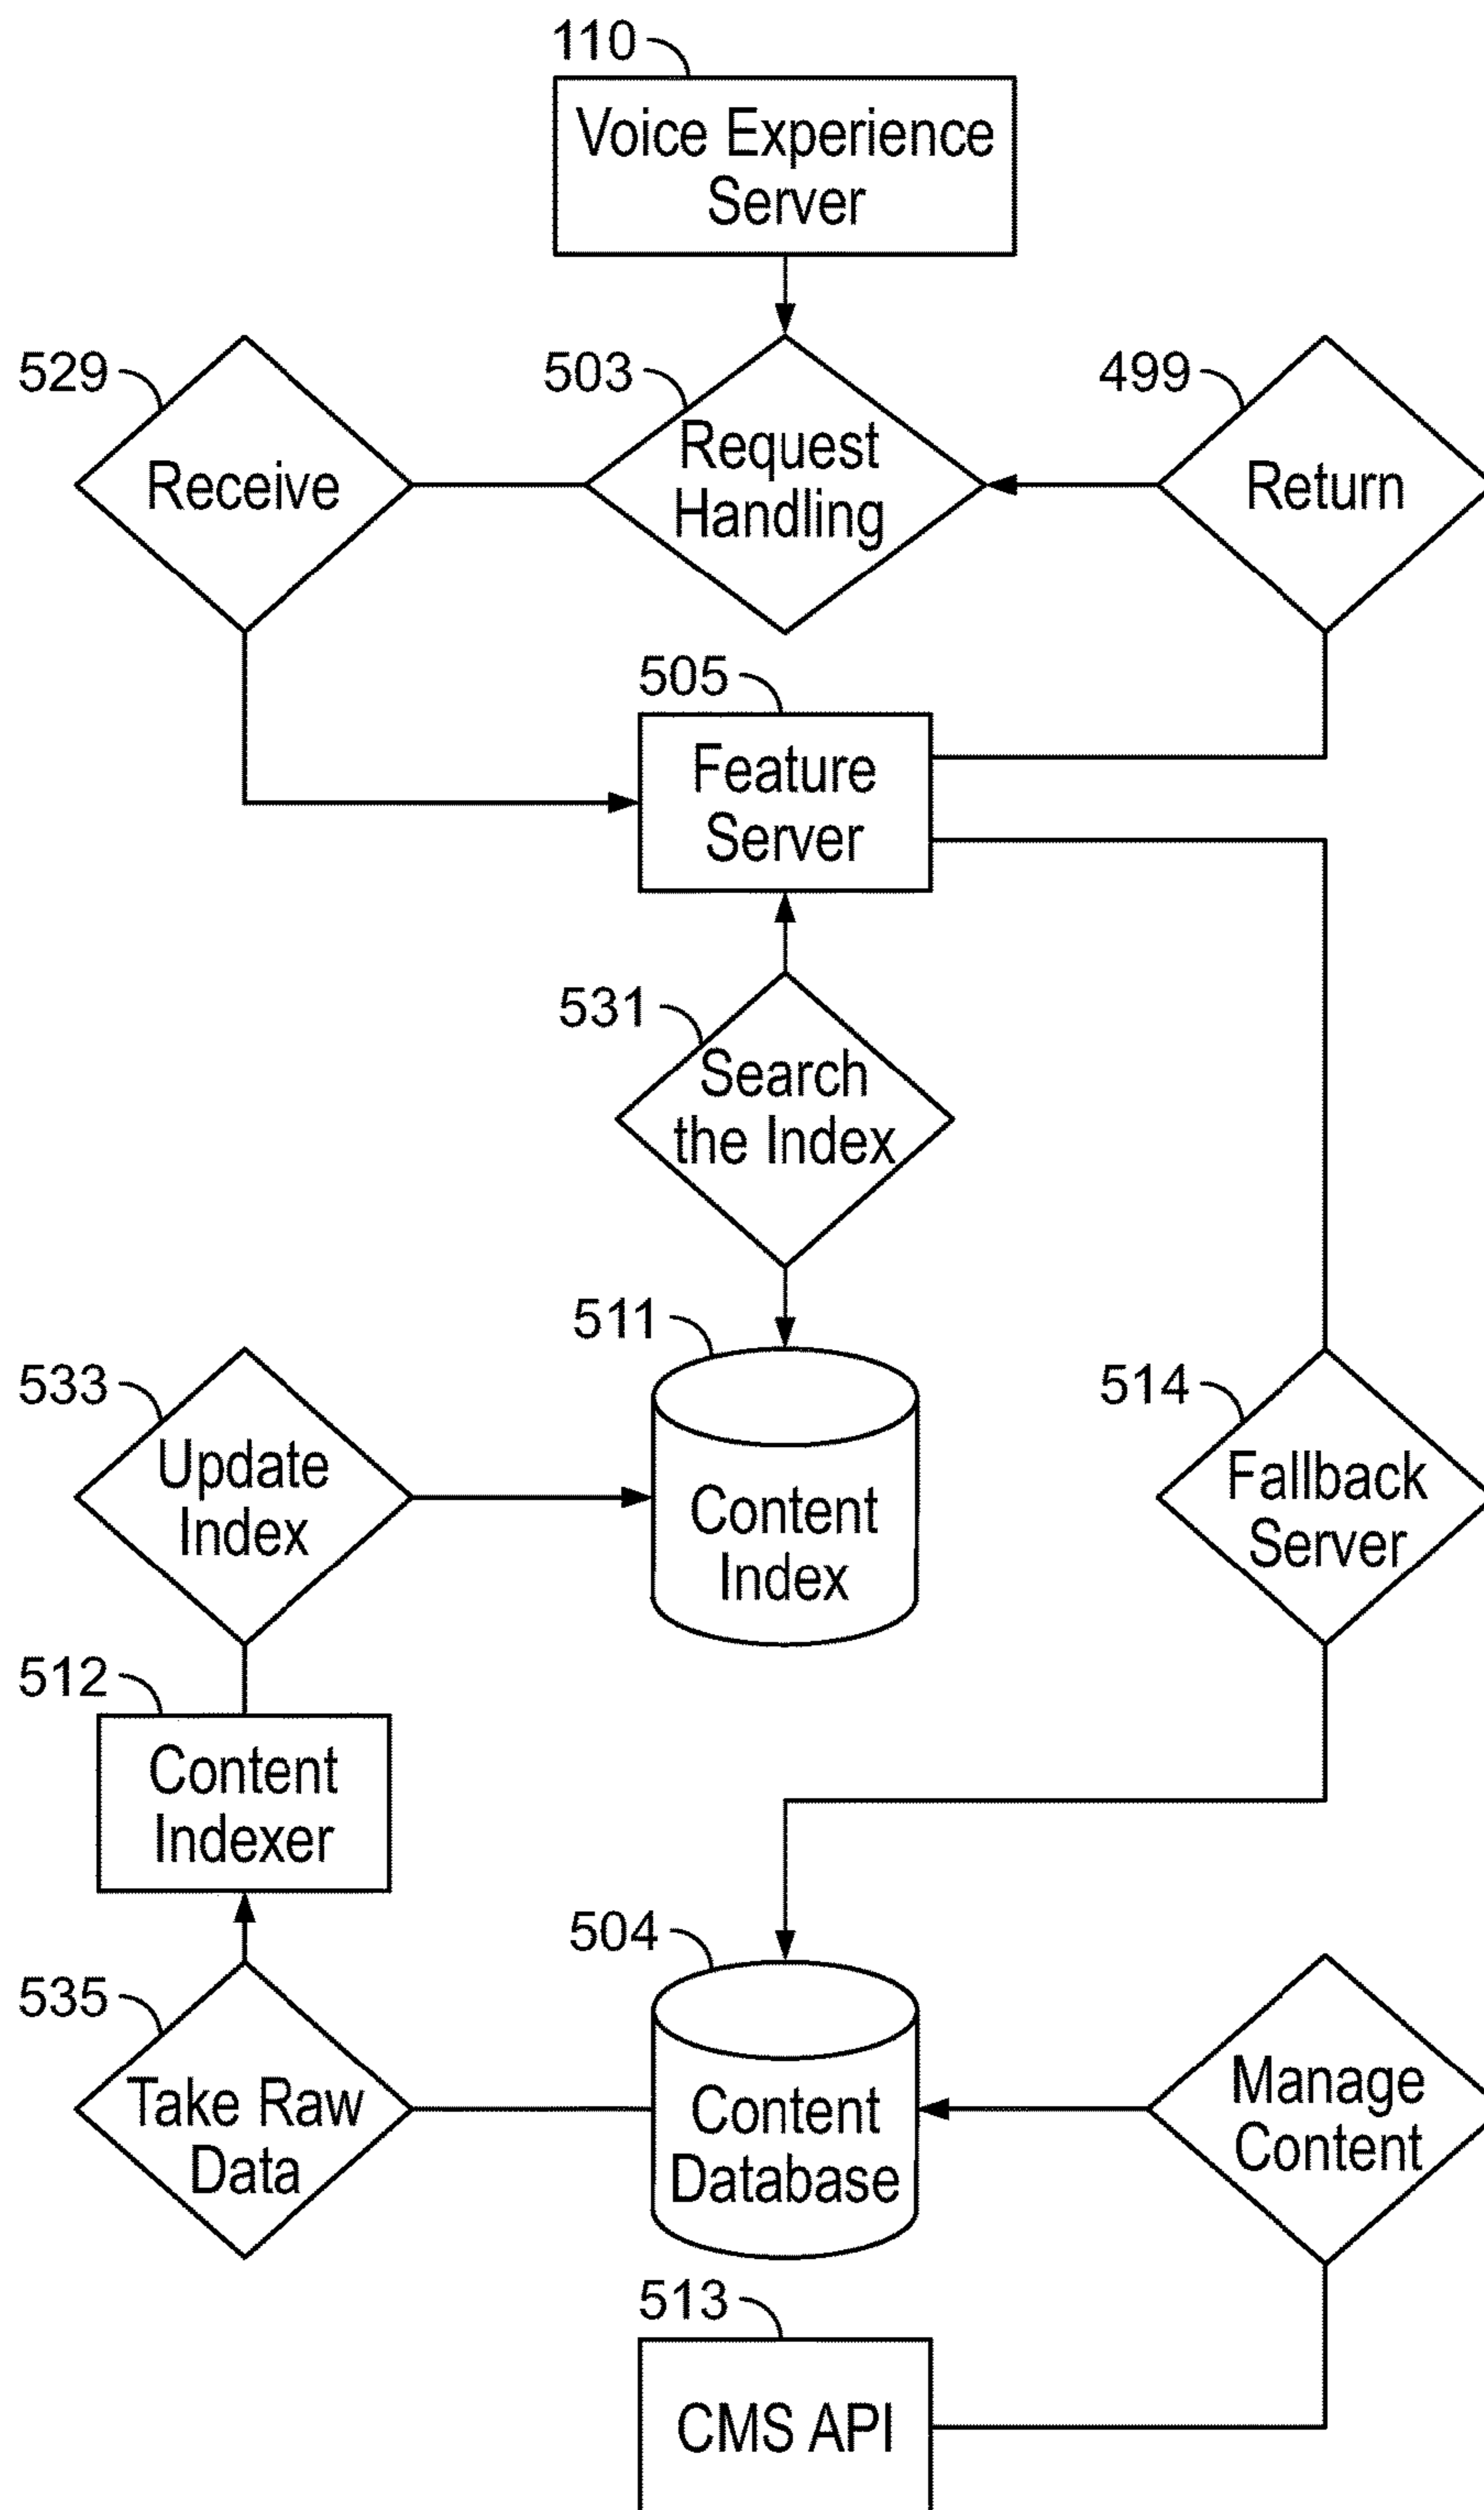 110
Voice Experience
Server
529
Receive
503
Request
Handling
499
Return
505
Feature
Server
531
Search
the Index
511
Content
Index
533
Update
Index
514
Fallback
Server
512
Content
Indexer
504
Content
Database
535
Take Raw
Data
Manage
Content
513
CMS API